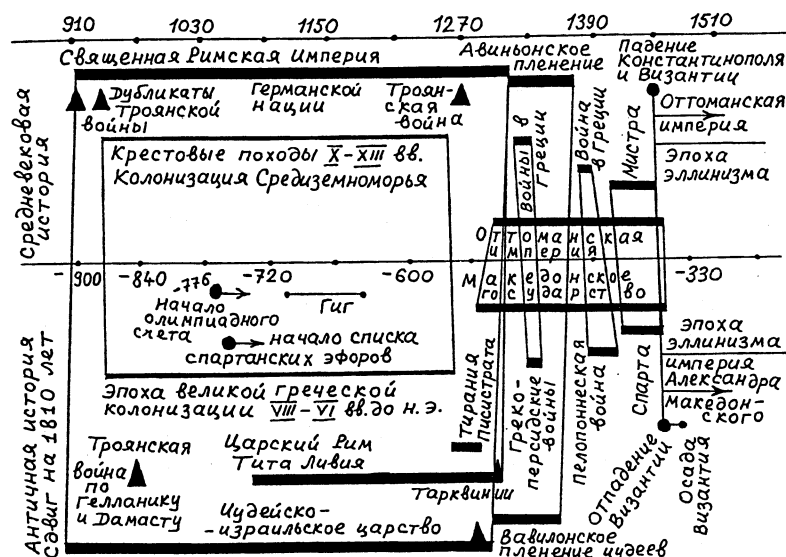 910 1030 1150 1270 1390 1510
Священная Римская Империя
Германской
нации
Авиньонское
пленение
Падение
Константинополя
и Византии
Дубликаты
Троянской
войны
Троян-
ская
война
Войны в
Греции
Война
в Греции
Мистра
Оттоманская
империя
Эпоха
эллинизма
Средневековая
история
Крестовые походы X-XIII вв.
Колонизация Средиземноморья
Оттоманская
империя
-900 -840 -720 -600 -330
-776
Начало
олимпиадного
счета
Гиг
начало списка
спартанских эфоров
Македонское
государство
Эпоха великой греческой
колонизации VIII-VI вв. до н.э.
Античная история
Сдвиг на 1810 лет
Тирания
Писистрата
Греко-
персидские
войны
Пелопоннесская
война
Спарта
Эпоха
эллинизма
империя
Александра
македон-
ского
Отпадение
Византии
Осада
Византия
Троянская
война
по
Гелланику
и Дамасту
Царский Рим
Тита Ливия
Тарквинии
Иудейско-
-израильское царство
Вавилонское
пленение иудеев